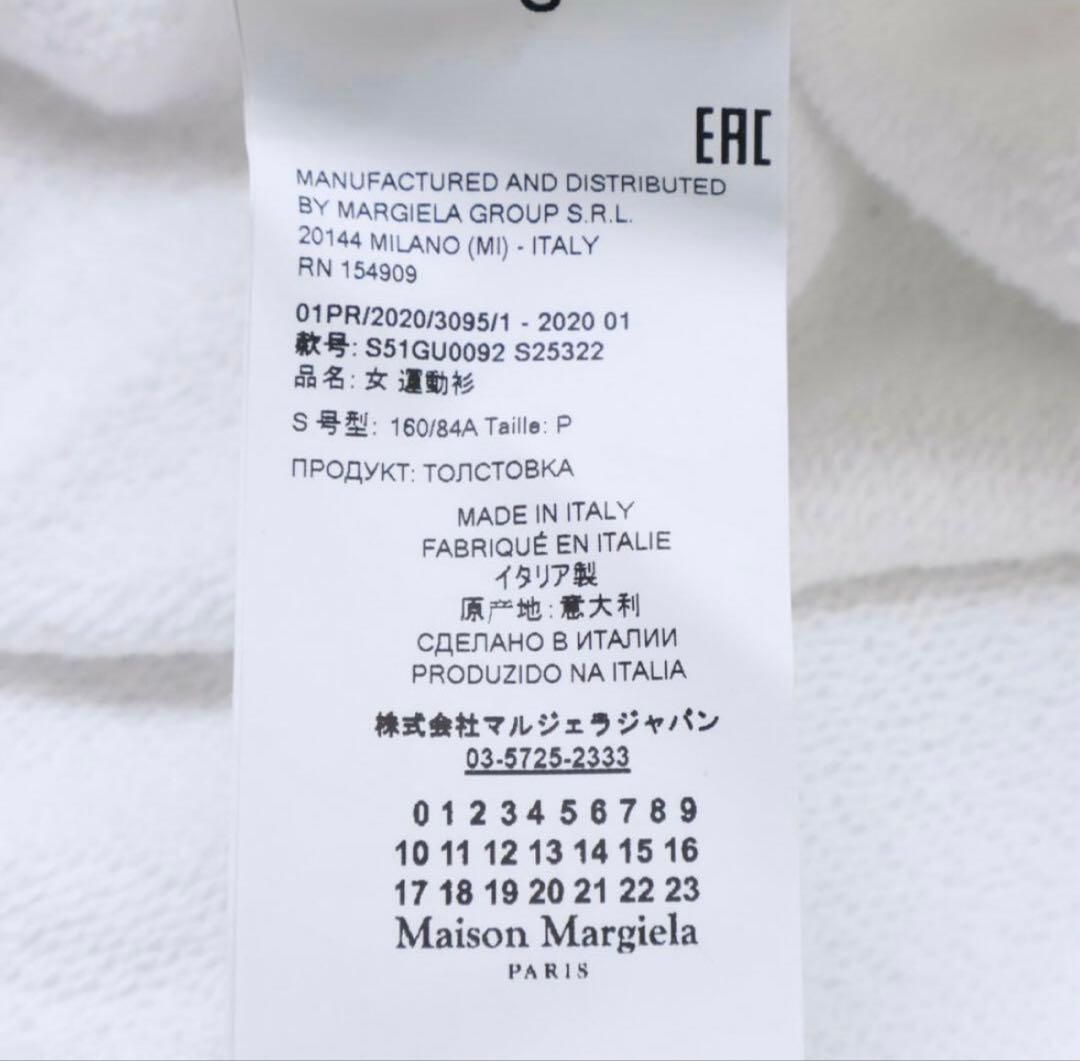 EAC
MANUFACTURED AND DISTRIBUTED
BY MARGIELA GROUP S.R.L.
20144 MILANO (MI) - ITALY
RN 154909
01PR/2020/3095/1 - 2020 01
款号: S51GU0092 S25322
品名: 女 運動衫
S 号型: 160/84A Taille: P
ПРОДУКТ: ТОЛСТОВКА
MADE IN ITALY
FABRIQUÉ EN ITALIE
イタリア製
原产地: 意大利
СДЕЛАНО В ИТАЛИИ
PRODUZIDO NA ITALIA
株式会社マルジェラジャパン
03-5725-2333
0 1 2 3 4 5 6 7 8 9
10 11 12 13 14 15 16
17 18 19 20 21 22 23
Maison Margiela
PARIS